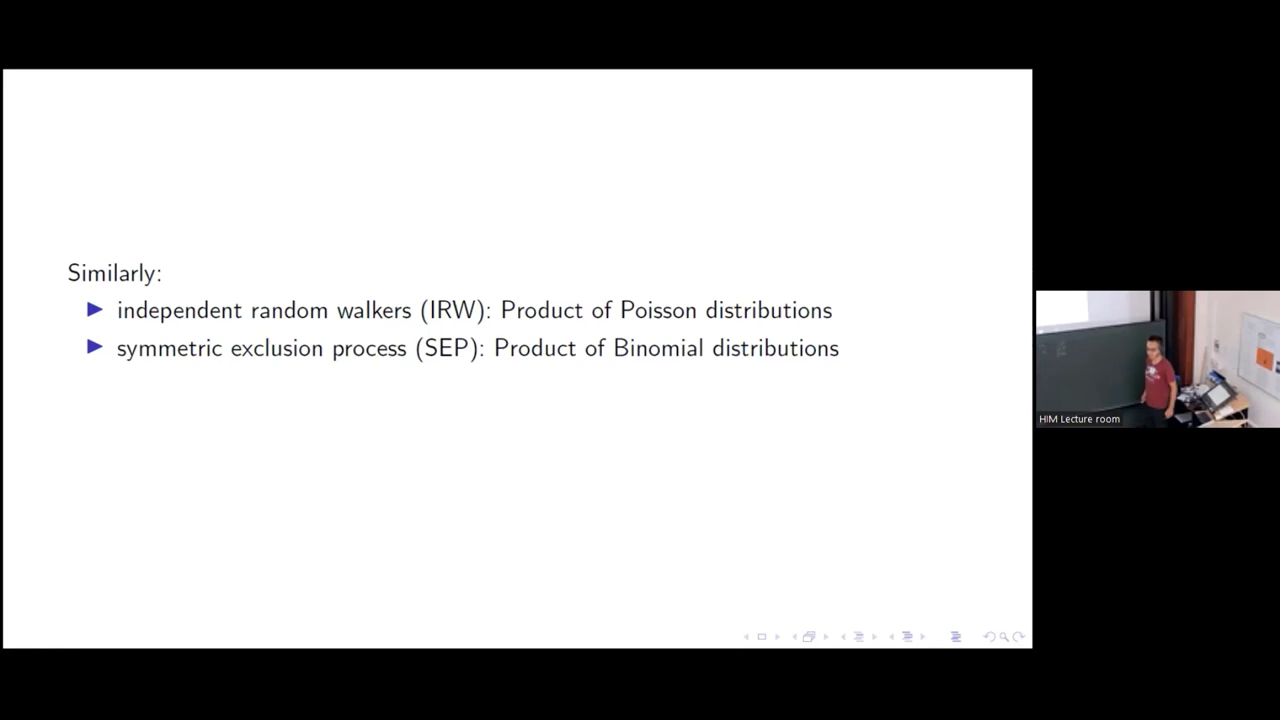 Similarly:
▶ independent random walkers (IRW): Product of Poisson distributions
▶ symmetric exclusion process (SEP): Product of Binomial distributions
HIM Lecture room